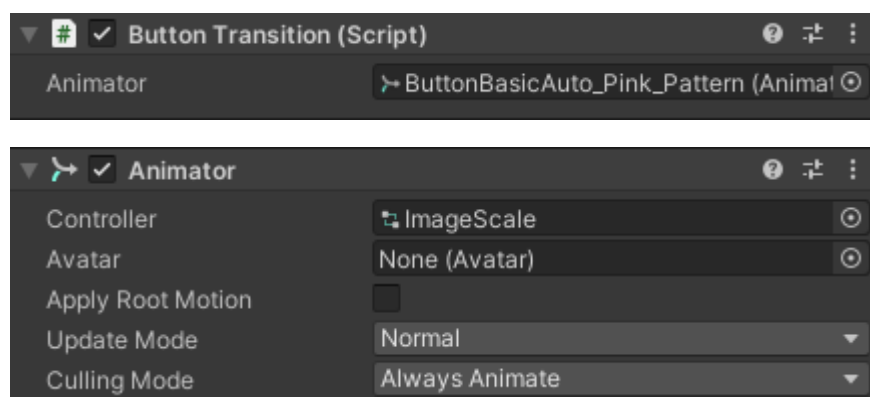 Button Transition (Script)
Animator ButtonBasicAuto_Pink_Pattern (Animat
Animator
Controller ImageScale
Avatar None (Avatar)
Apply Root Motion
Update Mode Normal
Culling Mode Always Animate